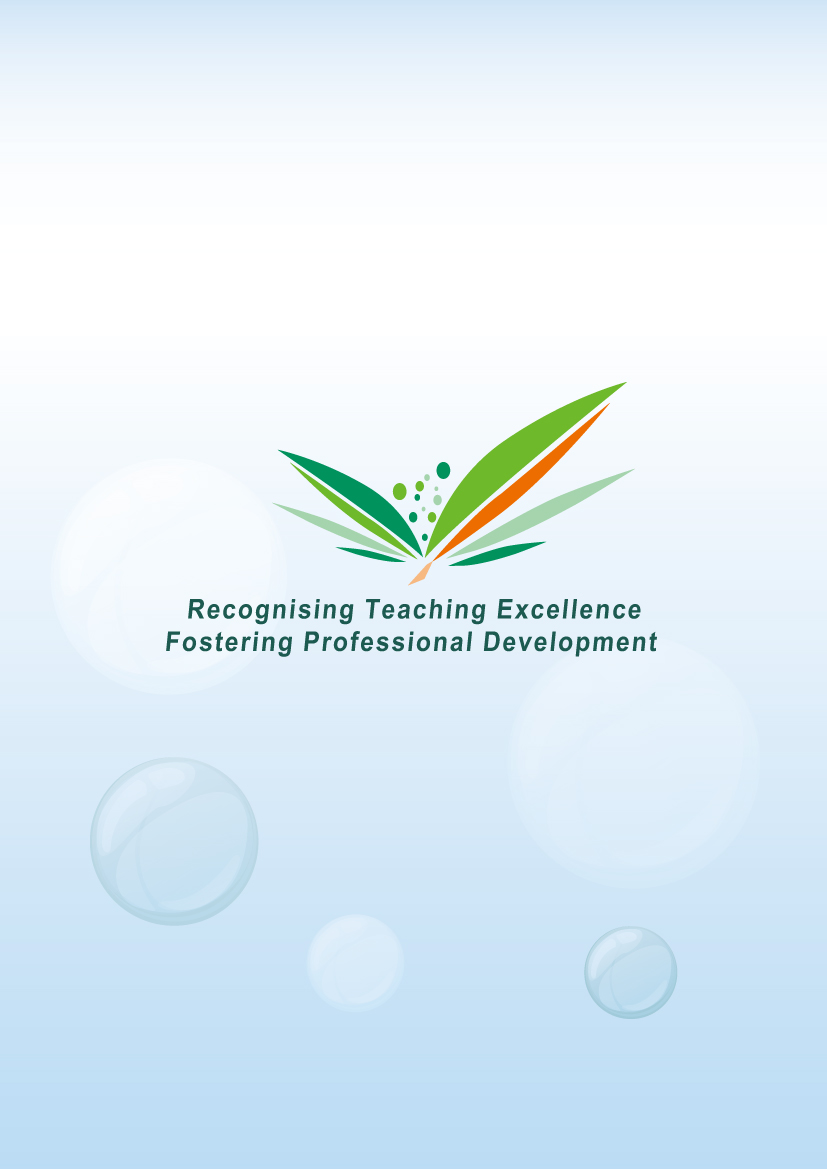 Recognising Teaching Excellence
Fostering Professional Development